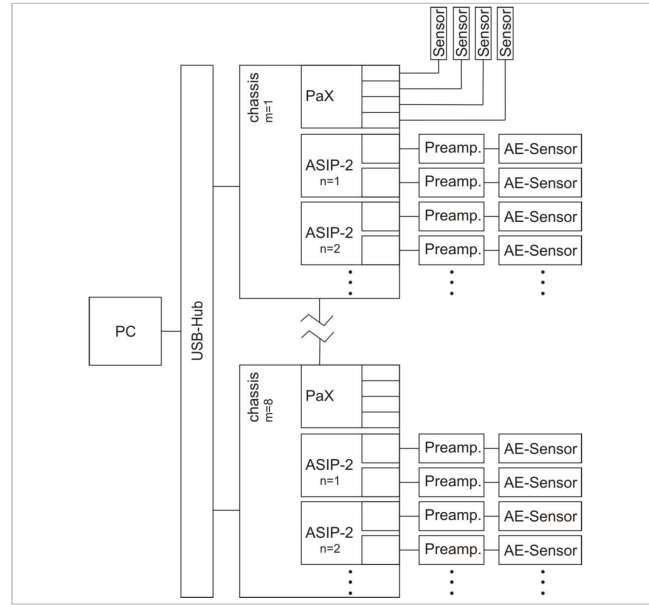 Sensor
Sensor
Sensor
Sensor
chassis
m=1
PaX
ASIP-2
n=1
Preamp.
AE-Sensor
Preamp.
AE-Sensor
ASIP-2
n=2
Preamp.
AE-Sensor
Preamp.
AE-Sensor
PC
USB-Hub
chassis
m=8
PaX
ASIP-2
n=1
Preamp.
AE-Sensor
Preamp.
AE-Sensor
ASIP-2
n=2
Preamp.
AE-Sensor
Preamp.
AE-Sensor